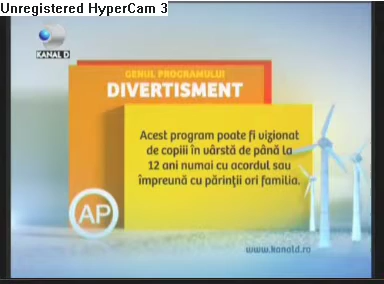 Unregistered HyperCam 3
KANAL D
GENUL PROGRAMULUI
DIVERTISMENT
Acest program poate fi vizionat
de copiii în vârstă de până la
12 ani numai cu acordul sau
împreună cu părinţii ori familia.
AP
www.kanald.ro